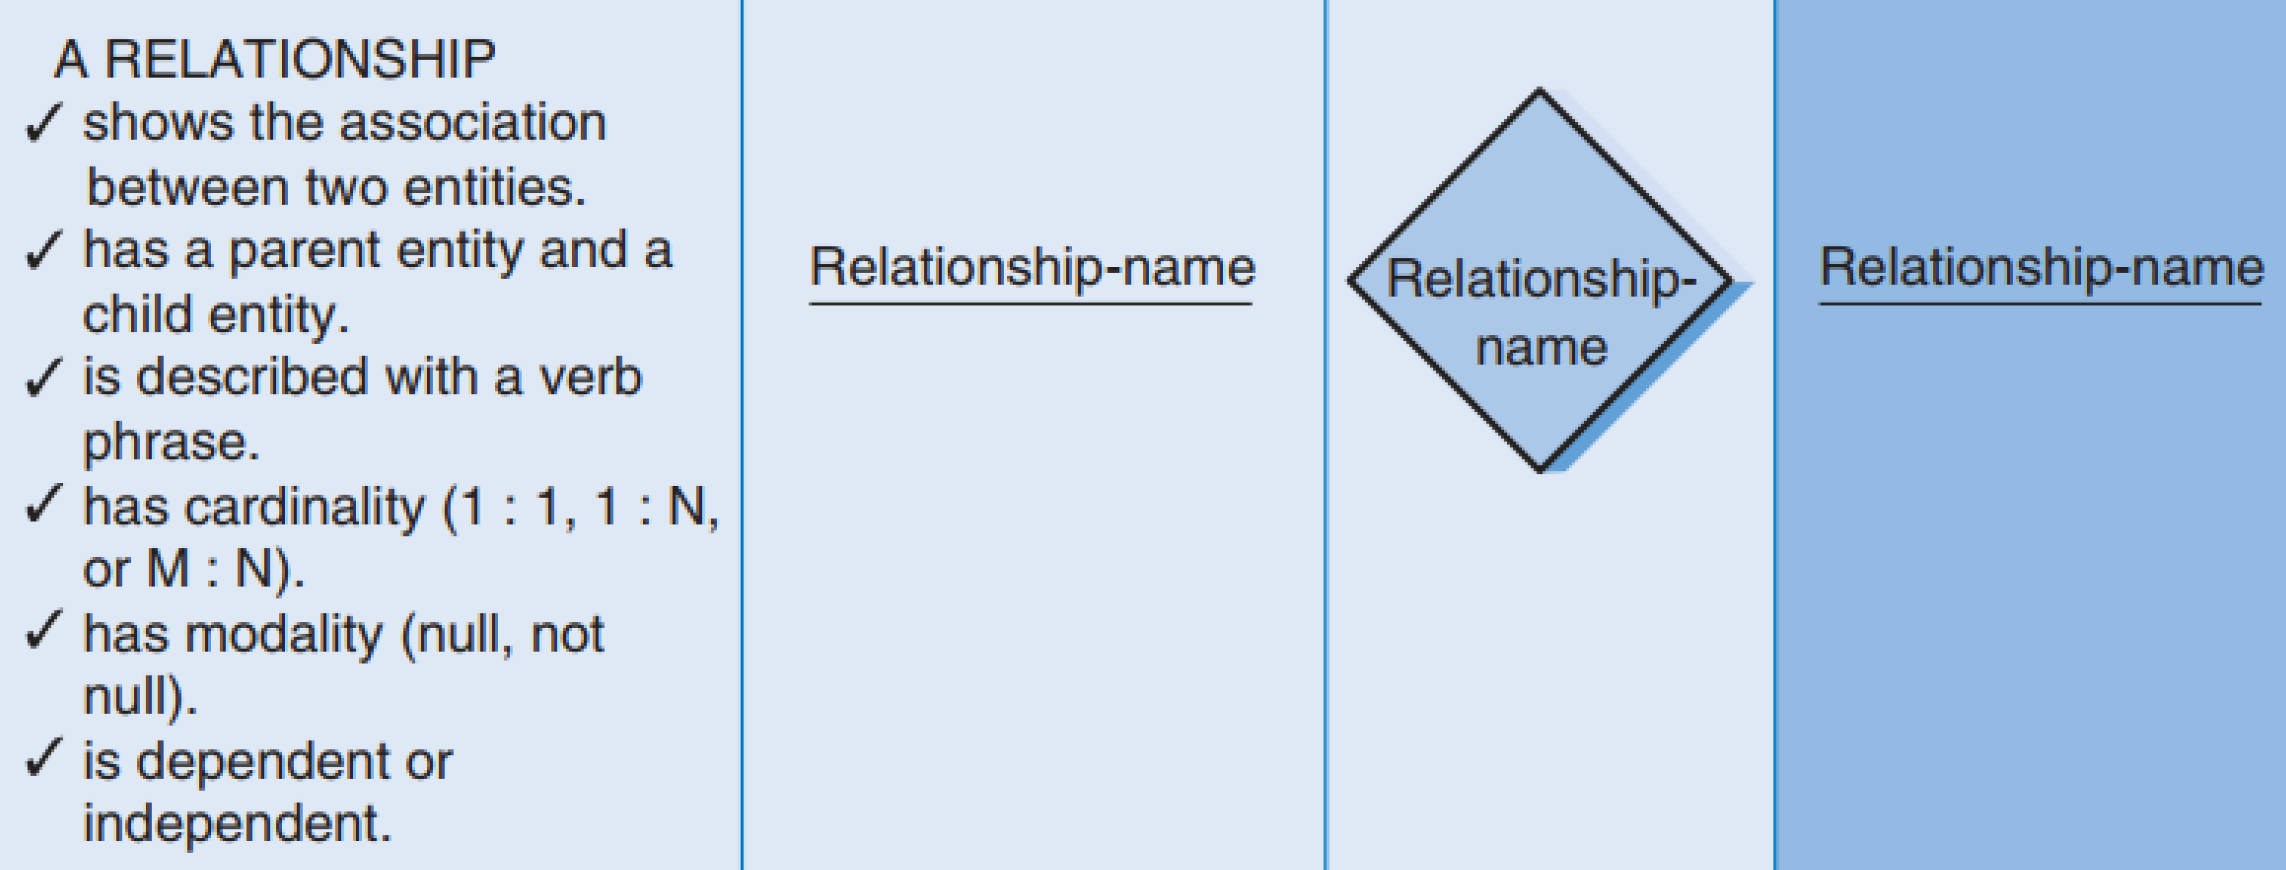 A RELATIONSHIP
✓ shows the association
between two entities.
✓ has a parent entity and a
child entity.
✓ is described with a verb
phrase.
✓ has cardinality (1 : 1, 1 : N,
or M : N).
✓ has modality (null, not
null).
✓ is dependent or
independent.
Relationship-name
Relationship-
name
Relationship-name